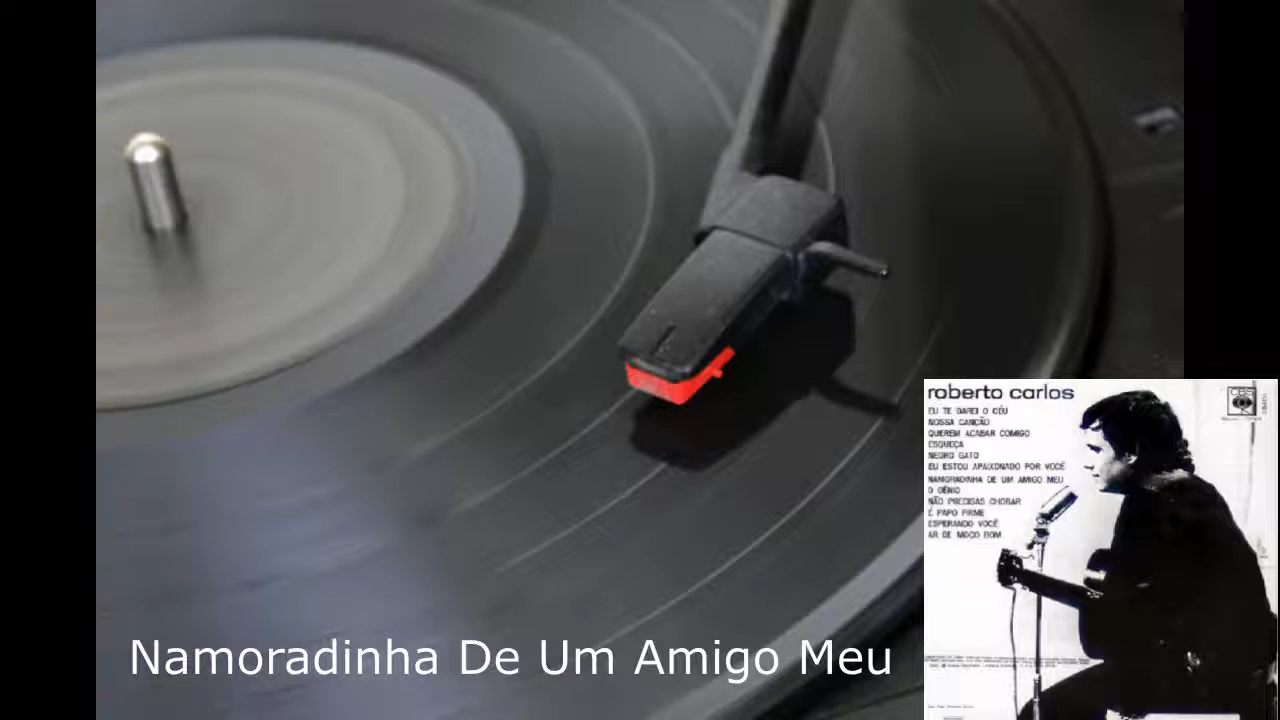 roberto carlos
CBS
EU TE DAREI O CÉU
NOSSA CANÇÃO
QUEREM ACABAR COMIGO
ESQUEÇA
NEGRO GATO
EU ESTOU APAIXONADO POR VOCÊ
NAMORADINHA DE UM AMIGO MEU
O GÊNIO
NÃO PRECISAS CHORAR
É PAPO FIRME
ESPERANDO VOCÊ
AR DE MOÇO BOM
Namoradinha De Um Amigo Meu